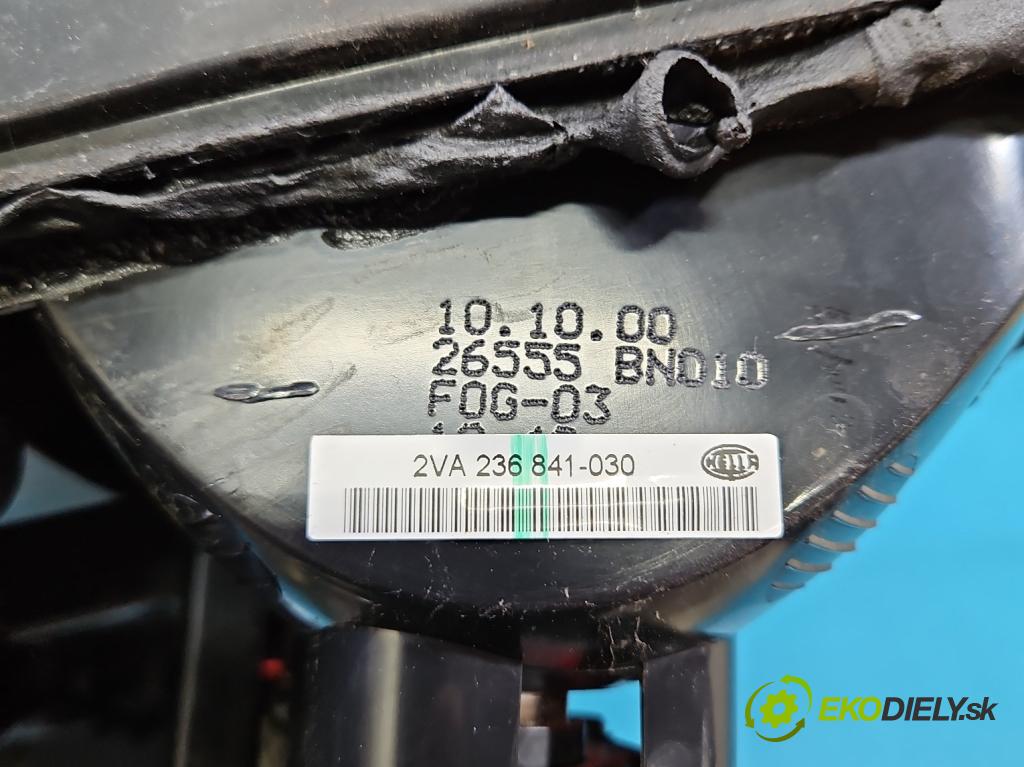 10.10.00
26555 BN010
FOG-03
2VA 236 841-030
HELLA
EKODIELY.sk